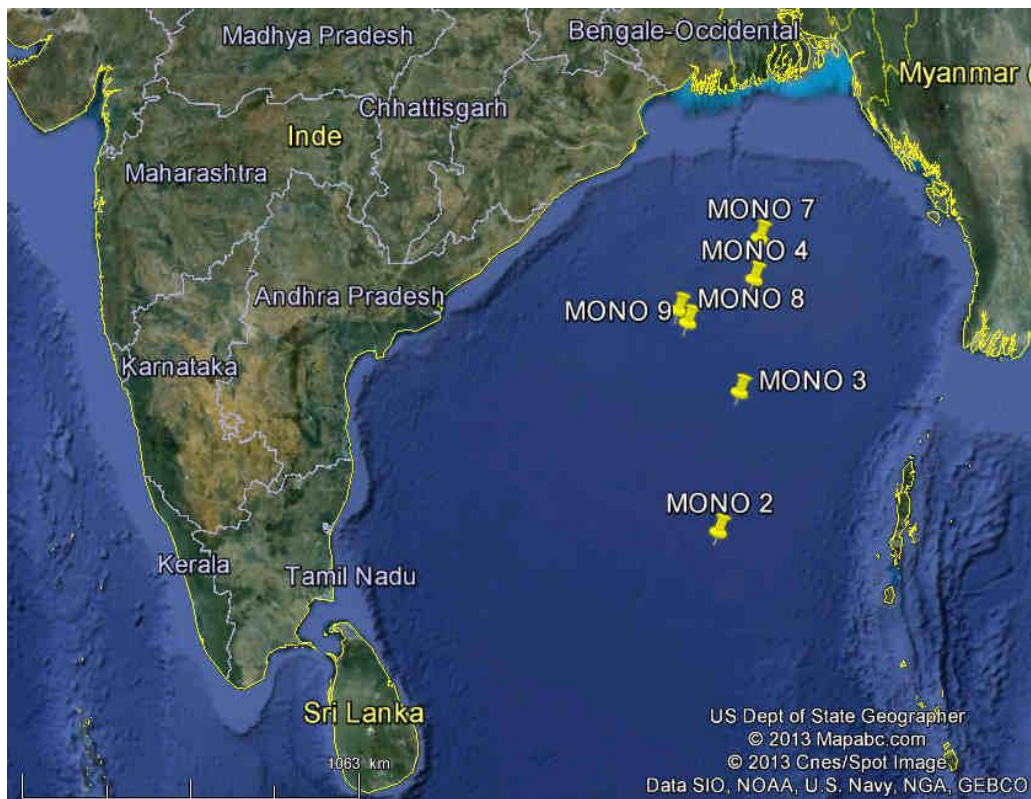 Madhya Pradesh
Bengale-Occidental
Myanmar (
Chhattisgarh
Inde
Maharashtra
MONO 7
MONO 4
Andhra Pradesh
MONO 9
MONO 8
Karnataka
MONO 3
MONO 2
Kerala
Tamil Nadu
Sri Lanka
US Dept of State Geographer
© 2013 Mapabc.com
© 2013 Cnes/Spot Image
Data SIO, NOAA, U.S. Navy, NGA, GEBCO
1063 km